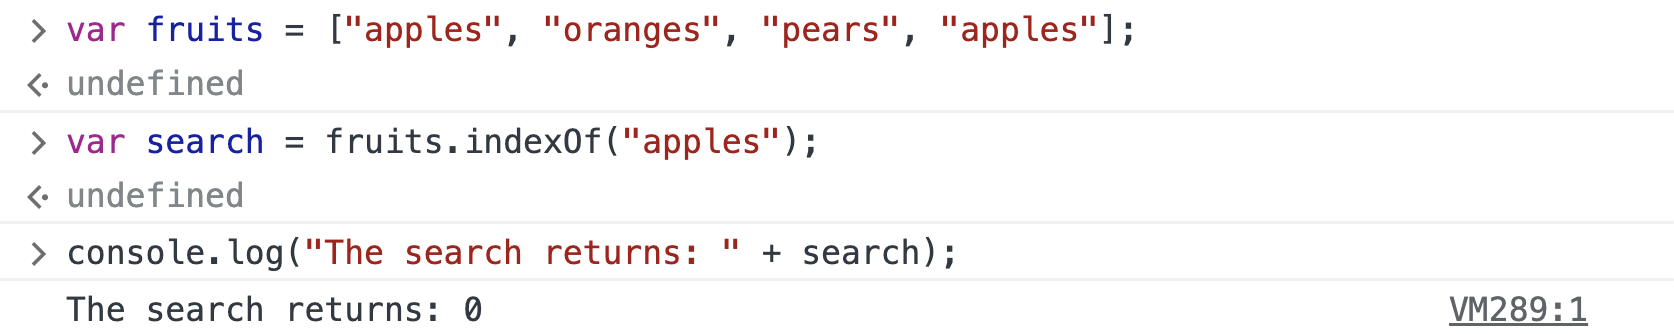 > var fruits = ["apples", "oranges", "pears", "apples"];
undefined
> var search = fruits.indexOf("apples");
undefined
> console.log("The search returns: " + search);
The search returns: 0 VM289:1